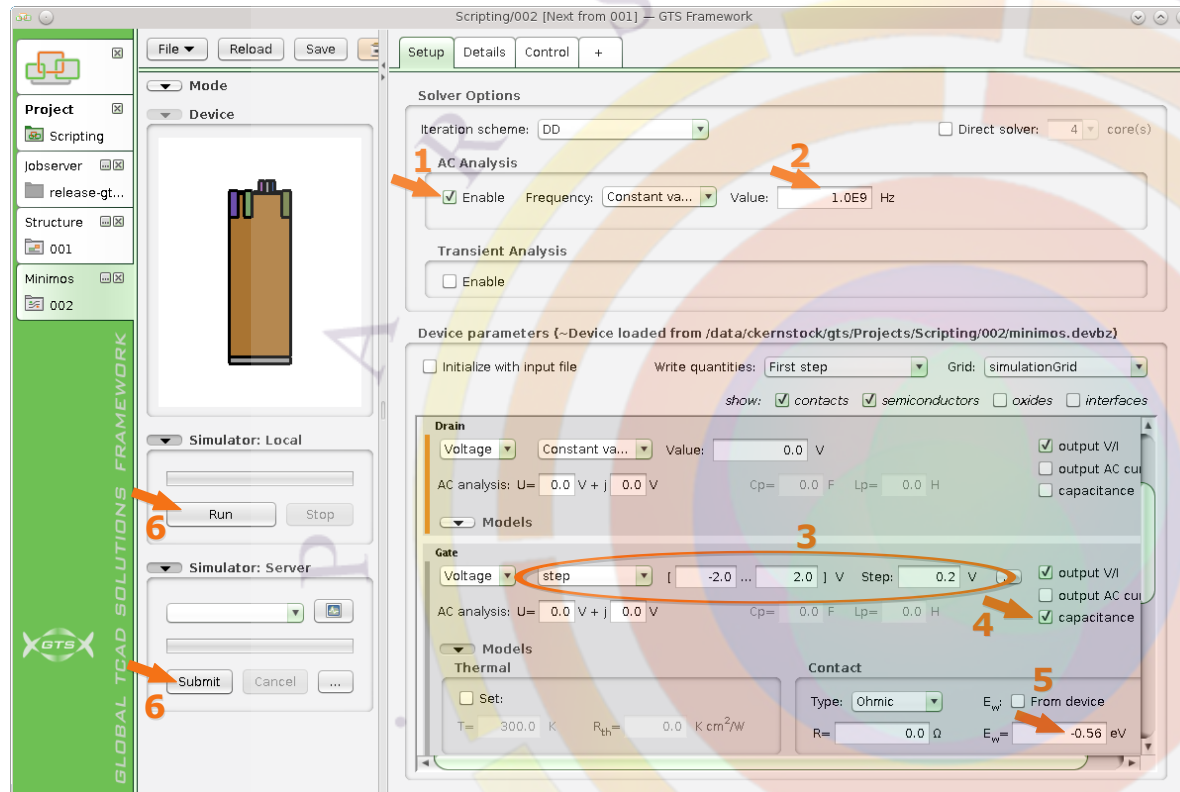 Scripting/002 [Next from 001] — GTS Framework
File Reload Save
Setup Details Control +
Project
Scripting
Jobserver
release-gt...
Structure
001
Minimos
002
GLOBAL TCAD SOLUTIONS FRAMEWORK
GTS
Mode
Device
Simulator: Local
Run Stop
6
Simulator: Server
Submit Cancel ...
6
Solver Options
Iteration scheme: DD Direct solver: 4 core(s)
1 AC Analysis 2
Enable Frequency: Constant va... Value: 1.0E9 Hz
Transient Analysis
Enable
Device parameters (~Device loaded from /data/ckernstock/gts/Projects/Scripting/002/minimos.devbz)
Initialize with input file Write quantities: First step Grid: simulationGrid
show: contacts semiconductors oxides interfaces
Drain
Voltage Constant va... Value: 0.0 V output V/I
output AC cu
AC analysis: U= 0.0 V + j 0.0 V Cp= 0.0 F Lp= 0.0 H
capacitance
Models
3
Gate
Voltage step [ -2.0 ... 2.0 ] V Step: 0.2 V output V/I
output AC cu
AC analysis: U= 0.0 V + j 0.0 V Cp= 0.0 F Lp= 0.0 H
4 capacitance
Models
Thermal Contact
5
Set: Type: Ohmic Ew: From device
T= 300.0 K Rth= 0.0 K cm²/W R= 0.0 Ω Ew= -0.56 eV
P A R S